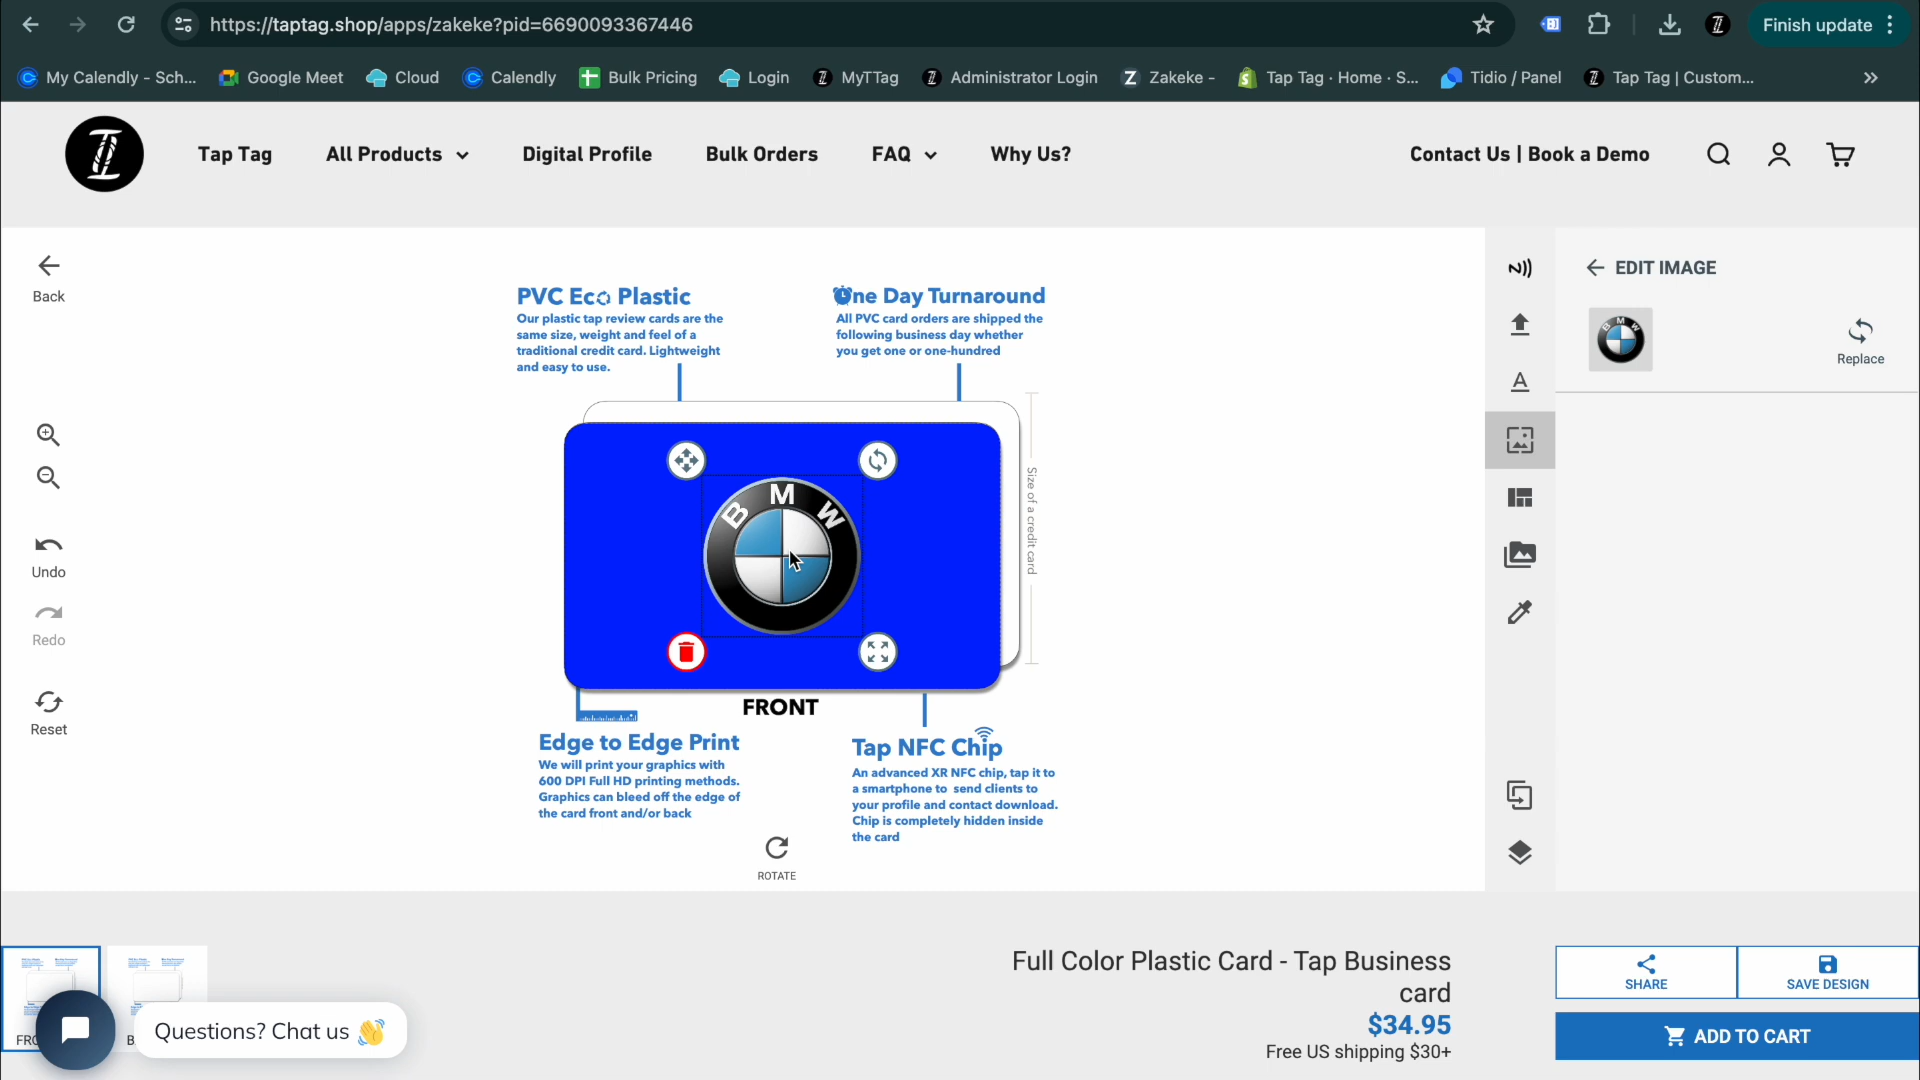 https://taptag.shop/apps/zakeke?pid=6690093367446
Finish update
My Calendly - Sch...
Google Meet
Cloud
Calendly
Bulk Pricing
Login
MyTTag
Administrator Login
Zakeke -
Tap Tag · Home · S...
Tidio / Panel
Tap Tag | Custom...
Tap Tag
All Products
Digital Profile
Bulk Orders
FAQ
Why Us?
Contact Us | Book a Demo
Back
Undo
Redo
Reset
PVC Eco Plastic
Our plastic tap review cards are the
same size, weight and feel of a
traditional credit card. Lightweight
and easy to use.
One Day Turnaround
All PVC card orders are shipped the
following business day whether
you get one or one-hundred
BMW
Size of a credit card
FRONT
Edge to Edge Print
We will print your graphics with
600 DPI Full HD printing methods.
Graphics can bleed off the edge of
the card front and/or back
Tap NFC Chip
An advanced XR NFC chip, tap it to
a smartphone to send clients to
your profile and contact download.
Chip is completely hidden inside
the card
ROTATE
EDIT IMAGE
BMW
Replace
Questions? Chat us 👋
Full Color Plastic Card - Tap Business
card
$34.95
Free US shipping $30+
SHARE
SAVE DESIGN
ADD TO CART